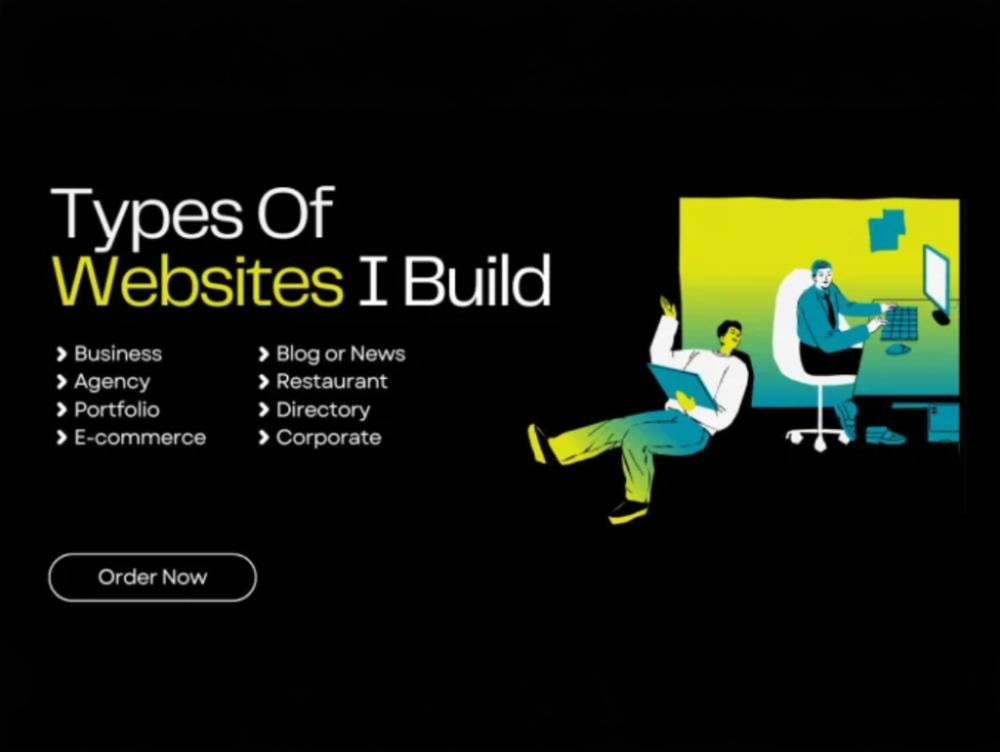 Types Of
Websites I Build
Business
Agency
Portfolio
E-commerce
Blog or News
Restaurant
Directory
Corporate
Order Now